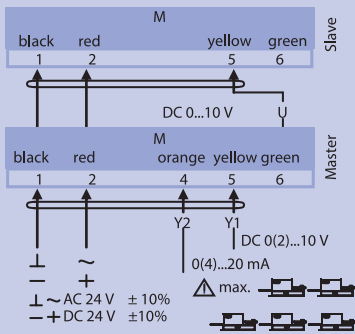 M
black red yellow green
1 2 5 6
Slave
DC 0...10 V U
M
black red orange yellow green
1 2 4 5 6
Master
Y2 Y1
DC 0(2)...10 V
0(4)...20 mA
⊥ ~
− +
max.
⊥ ~ AC 24 V ± 10%
− + DC 24 V ±10%